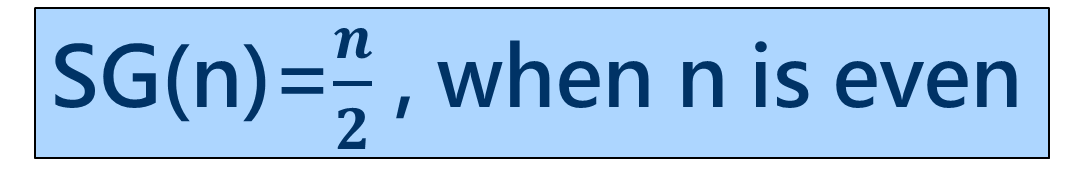 SG(n)=n/2 , when n is even